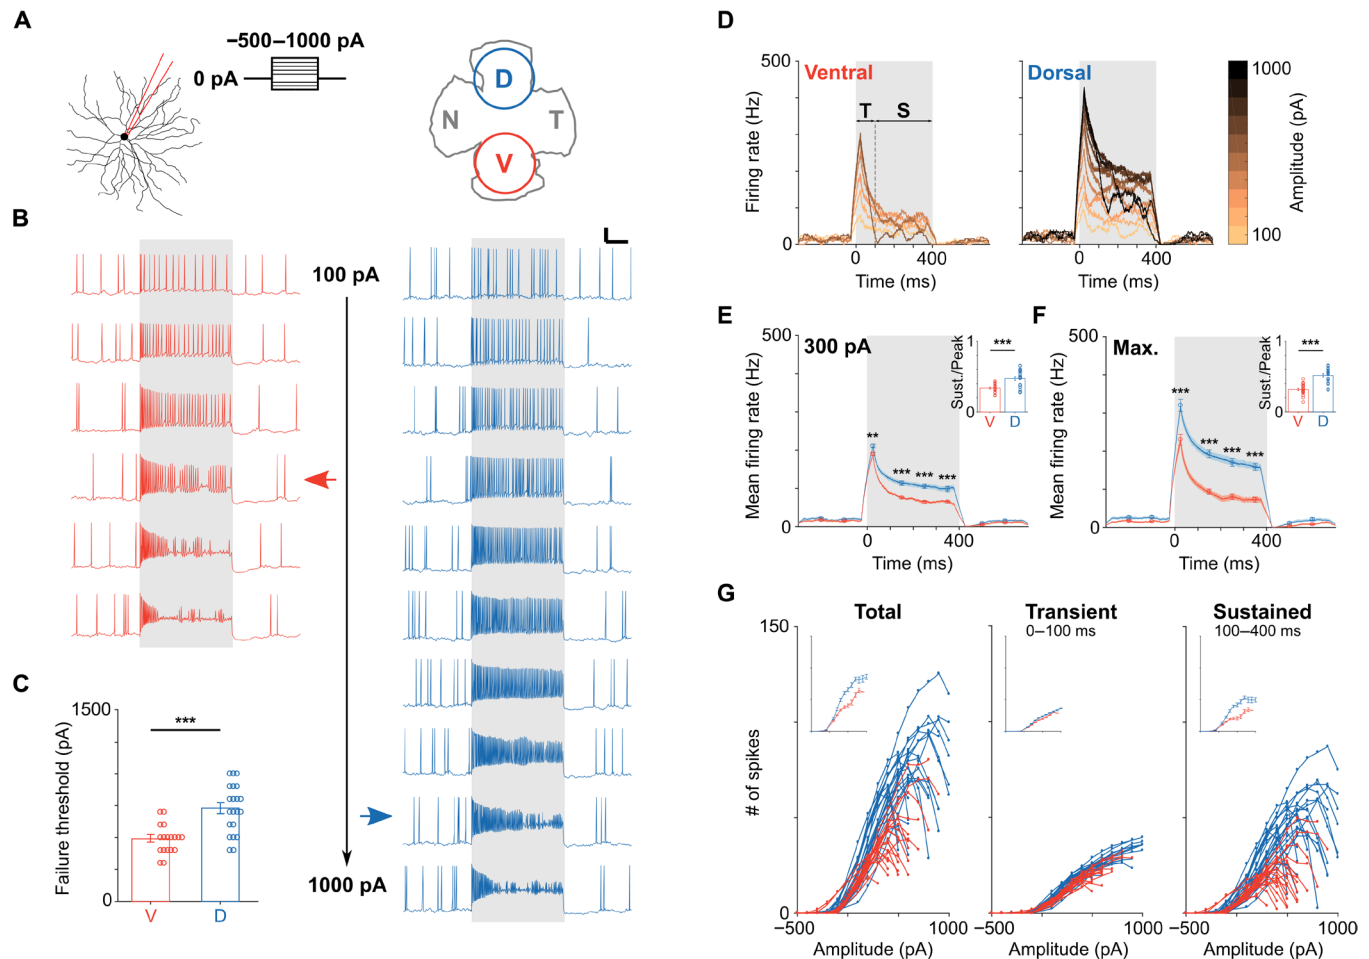 A
−500–1000 pA
0 pA
D
N
T
V
B
100 pA
1000 pA
C
1500
Failure threshold (pA)
***
0
V
D
D
500
Ventral
T
S
Firing rate (Hz)
0
0
400
Time (ms)
Dorsal
0
400
Time (ms)
1000
100
Amplitude (pA)
E
500
300 pA
Mean firing rate (Hz)
**
***
***
***
0
0
400
Time (ms)
1
Sust./Peak
***
0
V
D
F
500
Max.
Mean firing rate (Hz)
***
***
***
***
0
0
400
Time (ms)
1
Sust./Peak
***
0
V
D
G
Total
Transient
0–100 ms
Sustained
100–400 ms
150
# of spikes
0
−500
1000
Amplitude (pA)
−500
1000
Amplitude (pA)
−500
1000
Amplitude (pA)